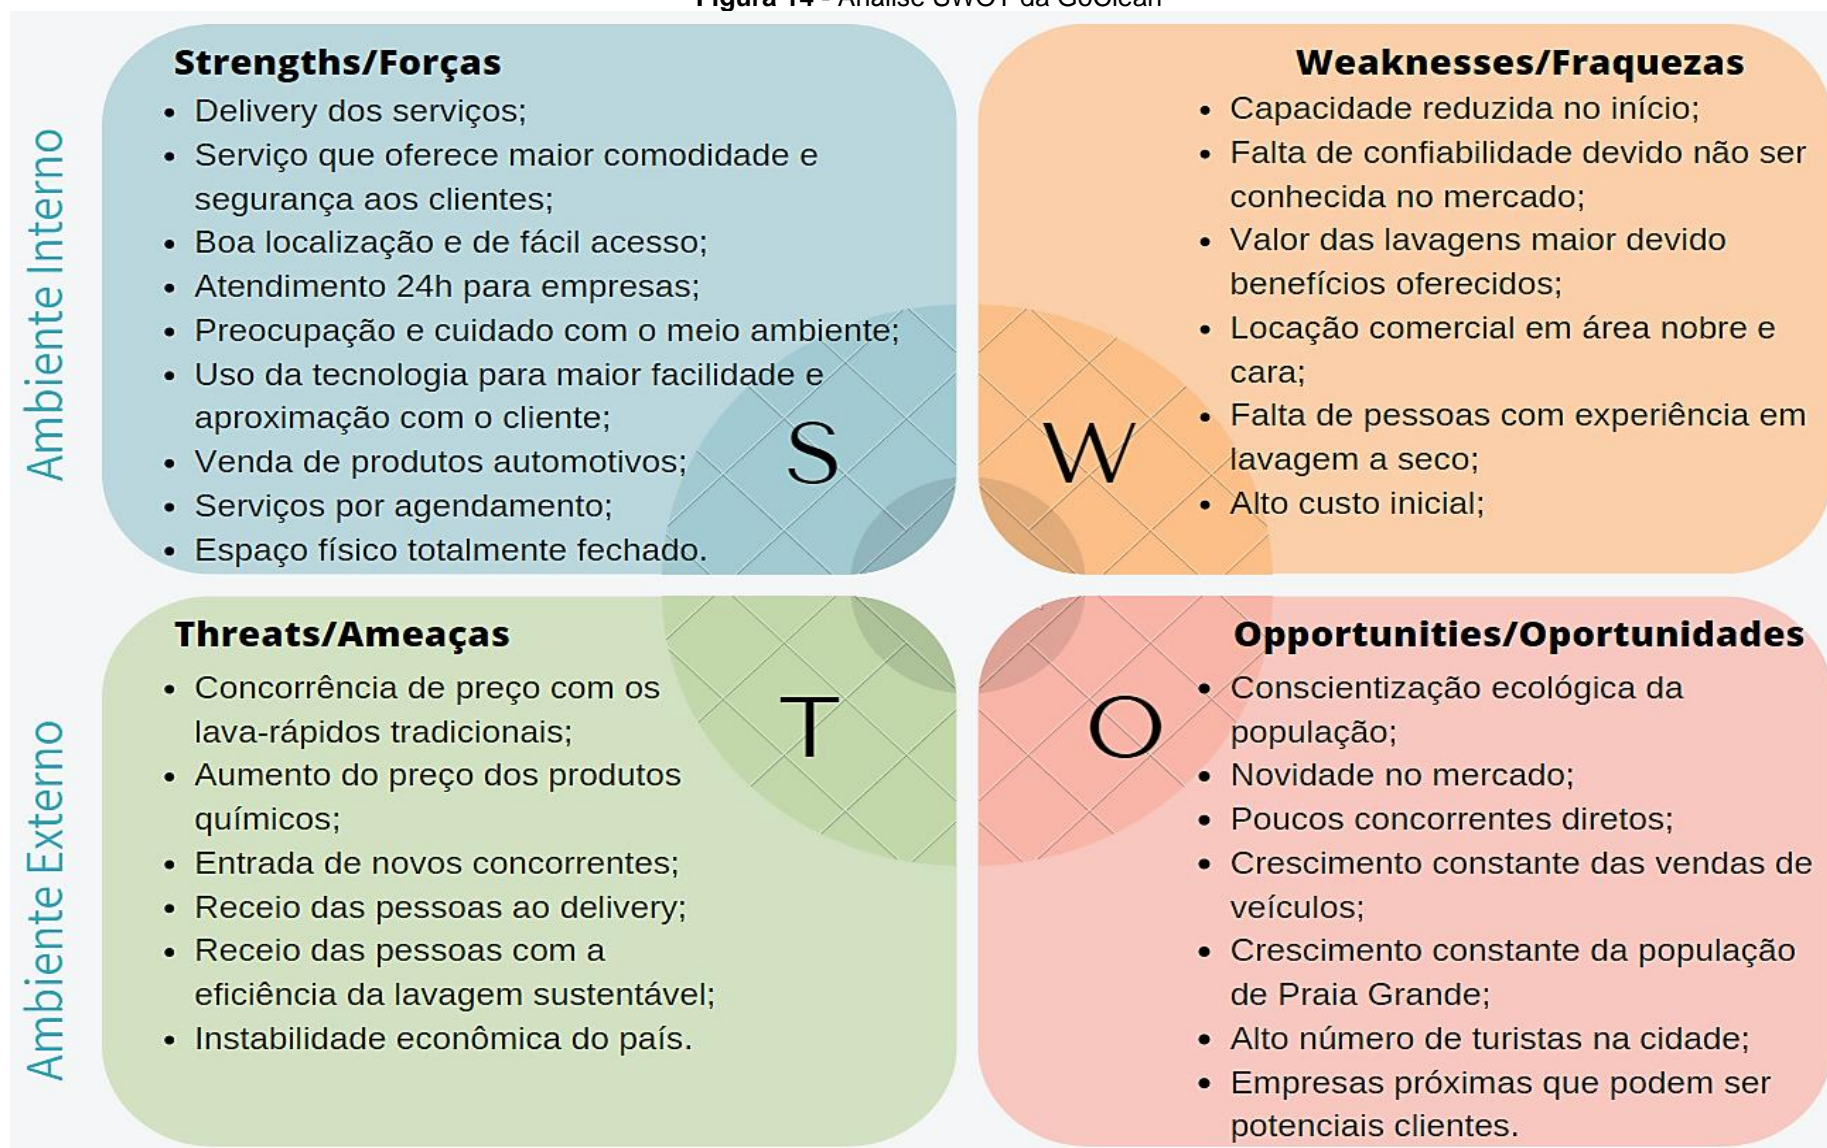 Figura 14 - Análise SWOT da GoClean
Ambiente Interno
Strengths/Forças
• Delivery dos serviços;
• Serviço que oferece maior comodidade e
segurança aos clientes;
• Boa localização e de fácil acesso;
• Atendimento 24h para empresas;
• Preocupação e cuidado com o meio ambiente;
• Uso da tecnologia para maior facilidade e
aproximação com o cliente;
• Venda de produtos automotivos;
• Serviços por agendamento;
• Espaço físico totalmente fechado.
S
Weaknesses/Fraquezas
• Capacidade reduzida no início;
• Falta de confiabilidade devido não ser
conhecida no mercado;
• Valor das lavagens maior devido
benefícios oferecidos;
• Locação comercial em área nobre e
cara;
• Falta de pessoas com experiência em
lavagem a seco;
• Alto custo inicial;
W
Ambiente Externo
Threats/Ameaças
• Concorrência de preço com os
lava-rápidos tradicionais;
• Aumento do preço dos produtos
químicos;
• Entrada de novos concorrentes;
• Receio das pessoas ao delivery;
• Receio das pessoas com a
eficiência da lavagem sustentável;
• Instabilidade econômica do país.
T
Opportunities/Oportunidades
• Conscientização ecológica da
população;
• Novidade no mercado;
• Poucos concorrentes diretos;
• Crescimento constante das vendas de
veículos;
• Crescimento constante da população
de Praia Grande;
• Alto número de turistas na cidade;
• Empresas próximas que podem ser
potenciais clientes.
O